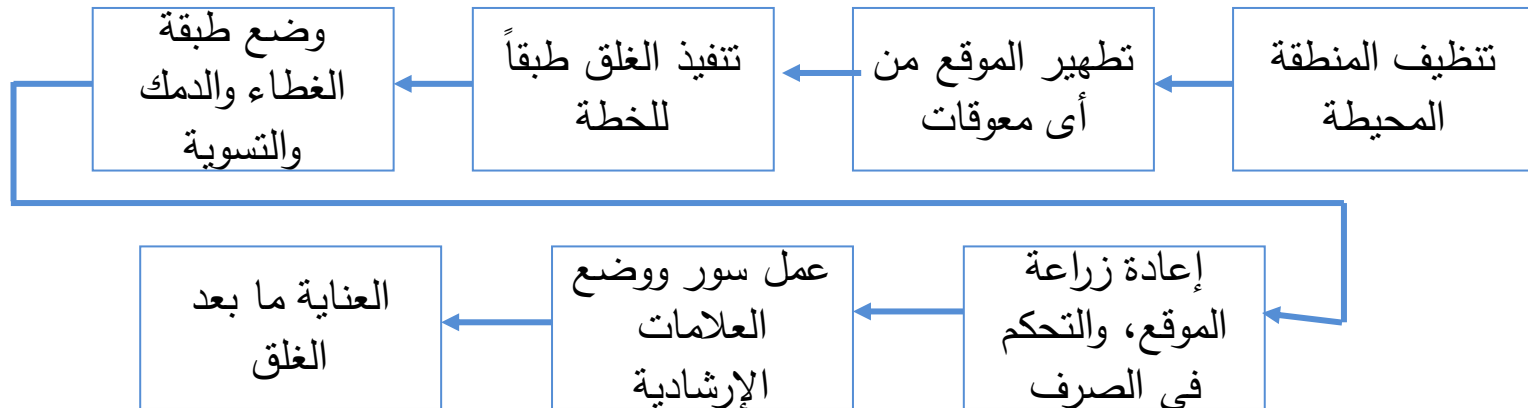 تنظيف المنطقة
المحيطة
تطهير الموقع من
أى معوقات
تنفيذ الغلق طبقاً
للخطة
وضع طبقة
الغطاء والدمك
والتسوية
إعادة زراعة
الموقع، والتحكم
فى الصرف
عمل سور ووضع
العلامات
الإرشادية
العناية ما بعد
الغلق